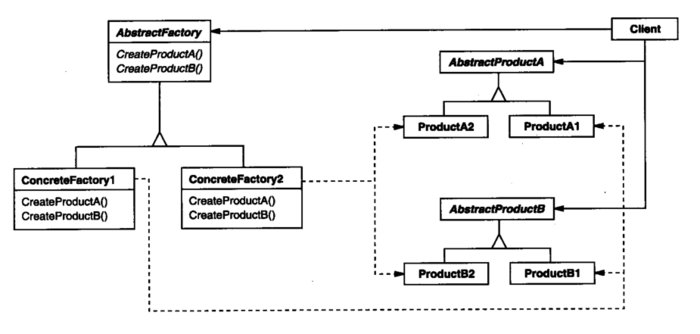 AbstractFactory
CreateProductA()
CreateProductB()
Client
AbstractProductA
ProductA2
ProductA1
ConcreteFactory1
CreateProductA()
CreateProductB()
ConcreteFactory2
CreateProductA()
CreateProductB()
AbstractProductB
ProductB2
ProductB1